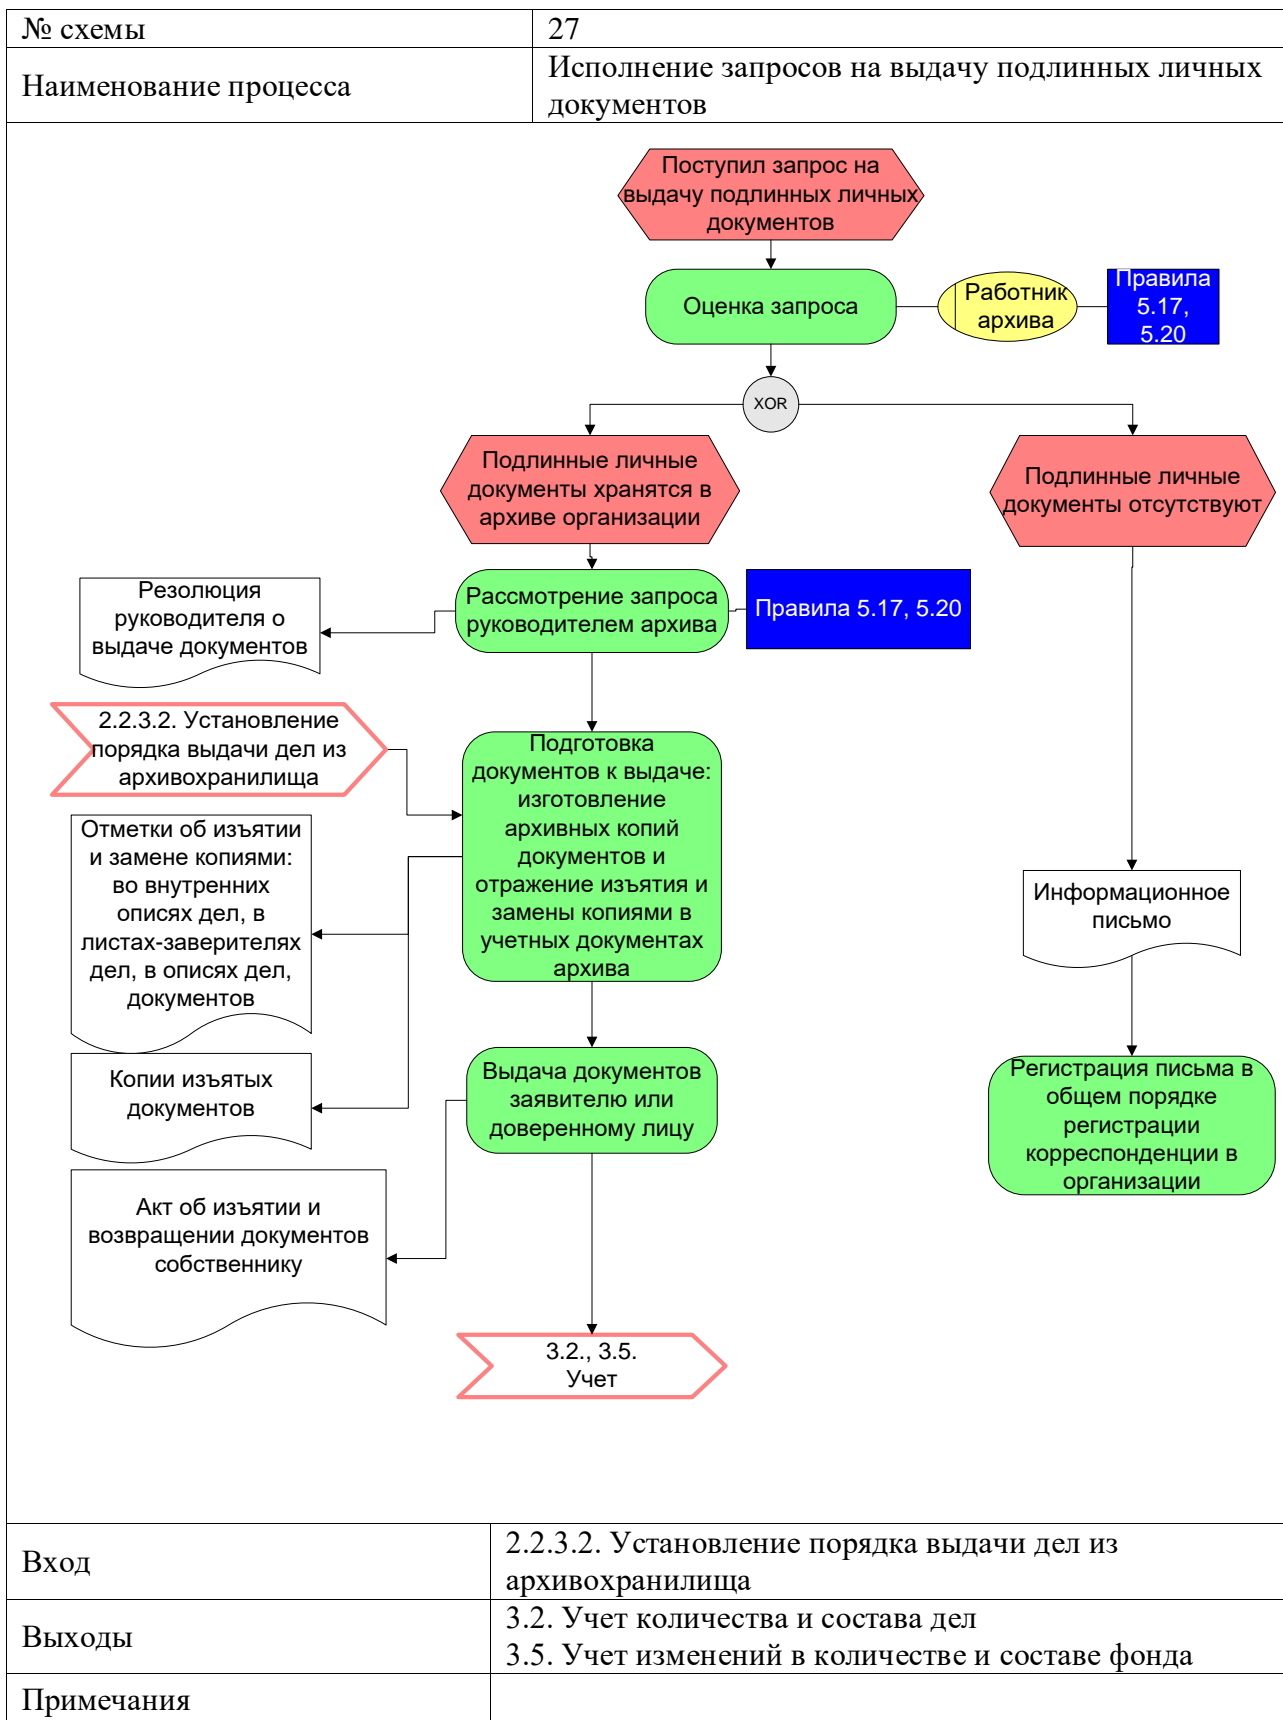 № схемы
27
Наименование процесса
Исполнение запросов на выдачу подлинных личных
документов
Поступил запрос на
выдачу подлинных личных
документов
Оценка запроса
Работник
архива
Правила
5.17,
5.20
XOR
Подлинные личные
документы хранятся в
архиве организации
Подлинные личные
документы отсутствуют
Резолюция
руководителя о
выдаче документов
Рассмотрение запроса
руководителем архива
Правила 5.17, 5.20
2.2.3.2. Установление
порядка выдачи дел из
архивохранилища
Подготовка
документов к выдаче:
изготовление
архивных копий
документов и
отражение изъятия и
замены копиями в
учетных документах
архива
Отметки об изъятии
и замене копиями:
во внутренних
описях дел, в
листах-заверителях
дел, в описях дел,
документов
Информационное
письмо
Копии изъятых
документов
Выдача документов
заявителю или
доверенному лицу
Регистрация письма в
общем порядке
регистрации
корреспонденции в
организации
Акт об изъятии и
возвращении документов
собственнику
3.2., 3.5.
Учет
Вход
2.2.3.2. Установление порядка выдачи дел из
архивохранилища
Выходы
3.2. Учет количества и состава дел
3.5. Учет изменений в количестве и составе фонда
Примечания